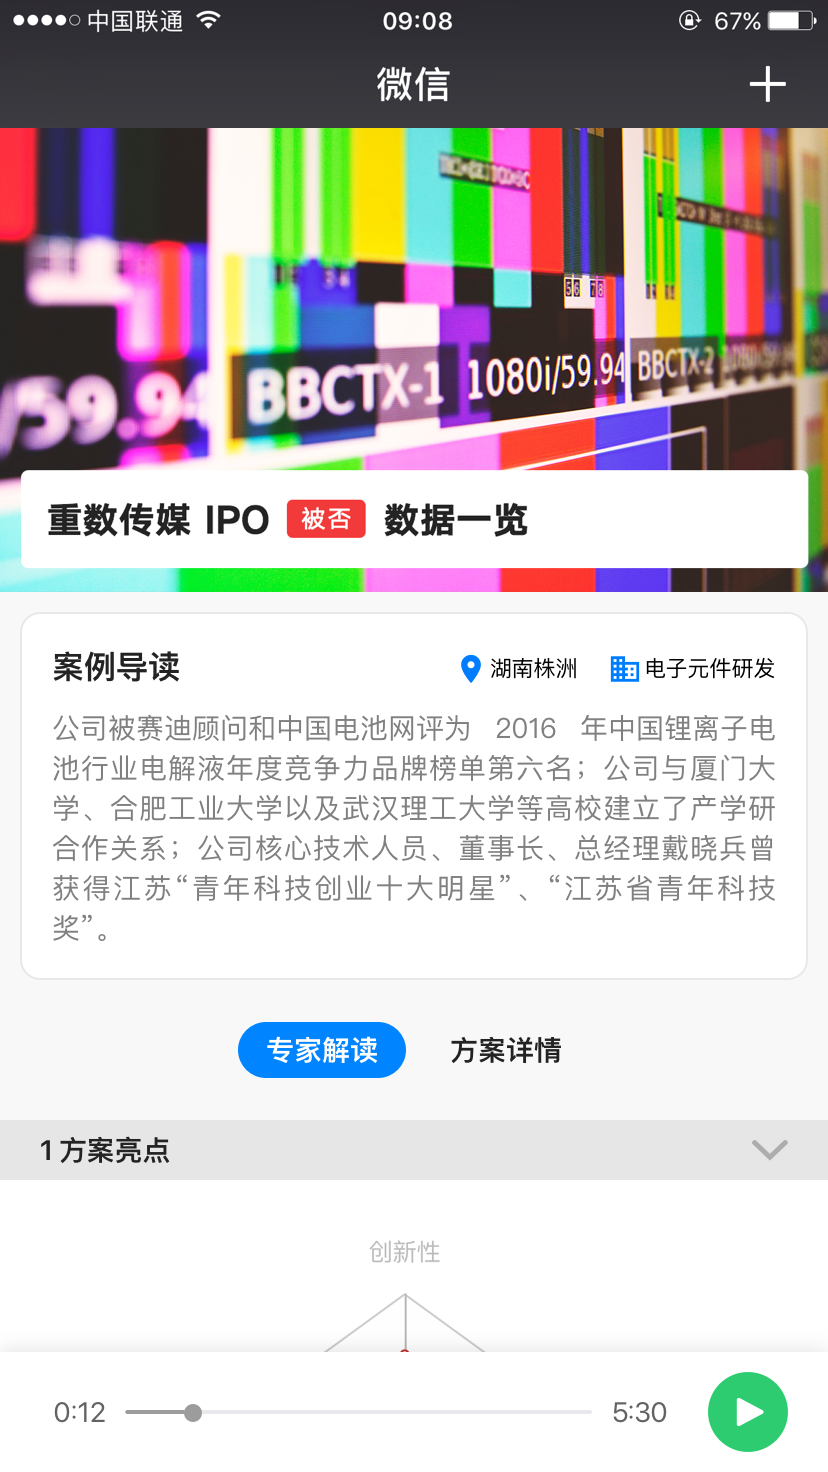 中国联通 09:08 67%
微信
BBCTX-1 1080i/59.94 BBCTX-2
/59.94
重数传媒 IPO 被否 数据一览
案例导读 湖南株洲 电子元件研发
公司被赛迪顾问和中国电池网评为 2016 年中国锂离子电
池行业电解液年度竞争力品牌榜单第六名；公司与厦门大
学、合肥工业大学以及武汉理工大学等高校建立了产学研
合作关系；公司核心技术人员、董事长、总经理戴晓兵曾
获得江苏“青年科技创业十大明星”、“江苏省青年科技
奖”。
专家解读 方案详情
1 方案亮点
创新性
0:12 5:30